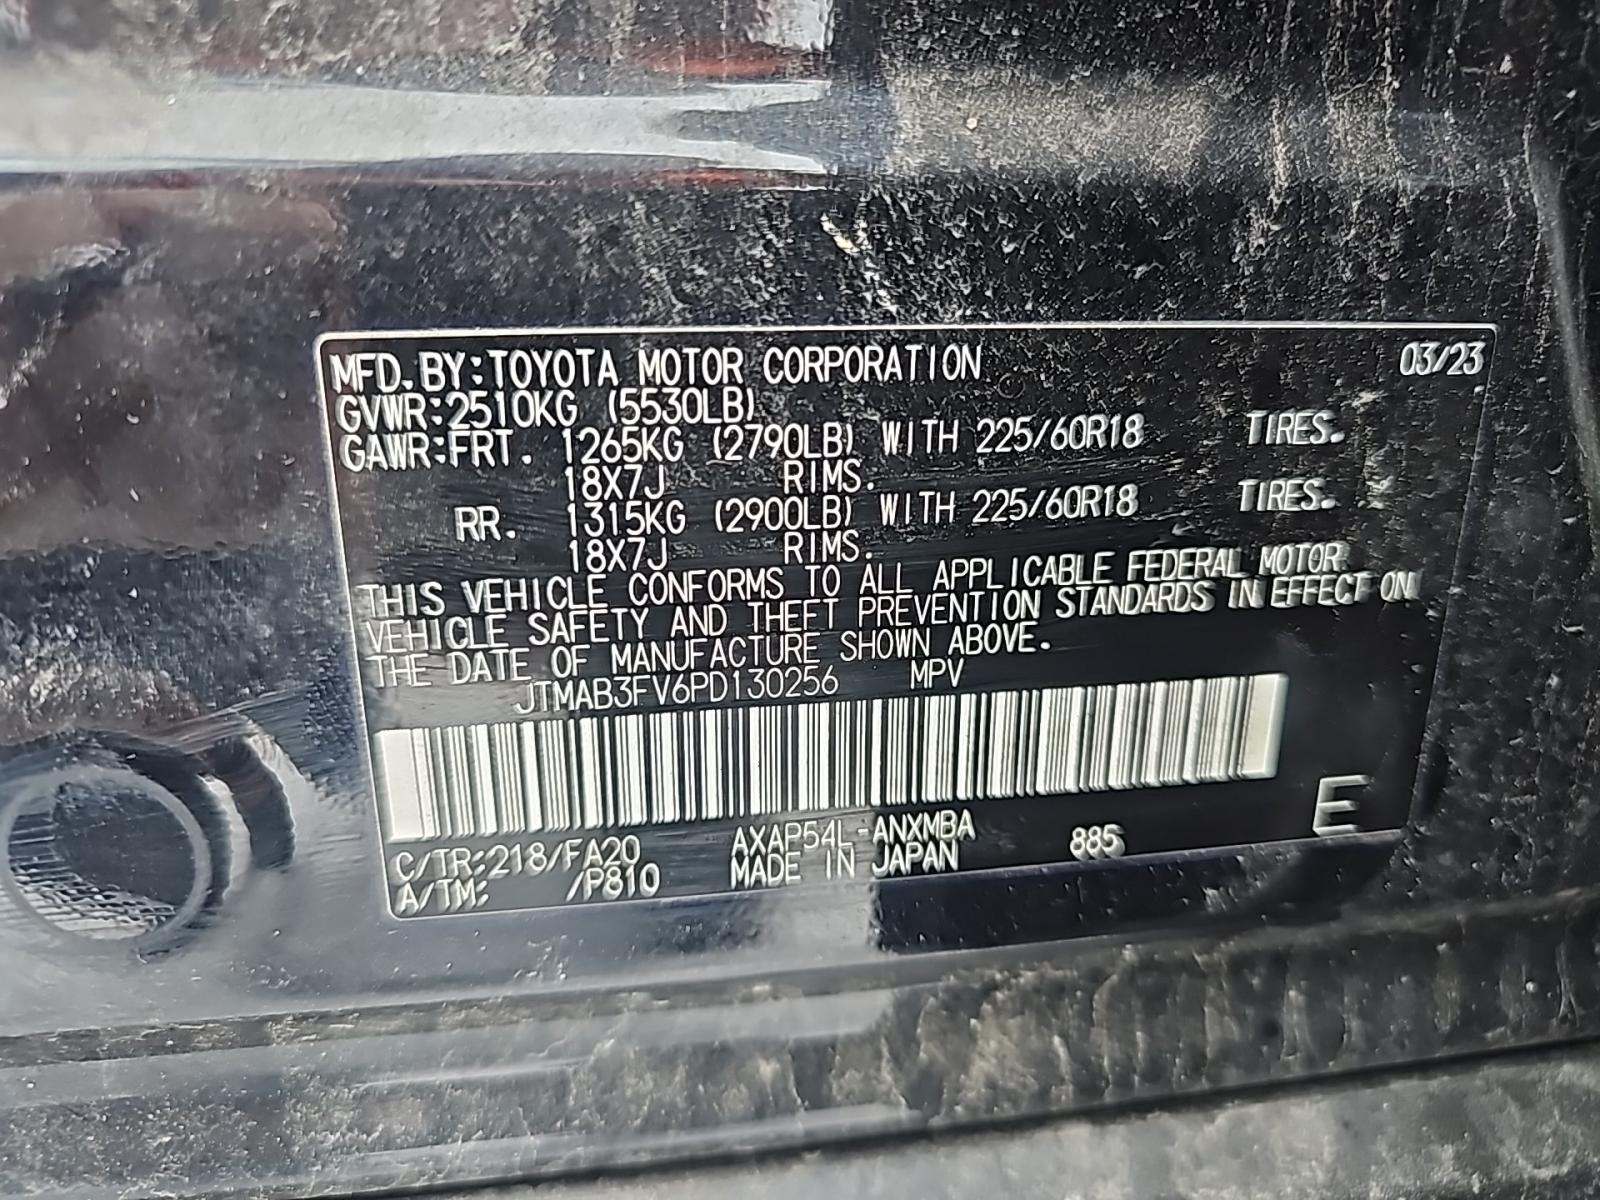 MFD.BY:TOYOTA MOTOR CORPORATION 03/23
GVWR:2510KG (5530LB)
GAWR:FRT. 1265KG (2790LB) WITH 225/60R18 TIRES.
18X7J RIMS.
RR. 1315KG (2900LB) WITH 225/60R18 TIRES.
18X7J RIMS.
THIS VEHICLE CONFORMS TO ALL APPLICABLE FEDERAL MOTOR
VEHICLE SAFETY AND THEFT PREVENTION STANDARDS IN EFFECT ON
THE DATE OF MANUFACTURE SHOWN ABOVE.
JTMAB3FV6PD130256 MPV
E
C/TR:218/FA20 AXAP54L-ANXMBA 885
A/TM: /P810 MADE IN JAPAN